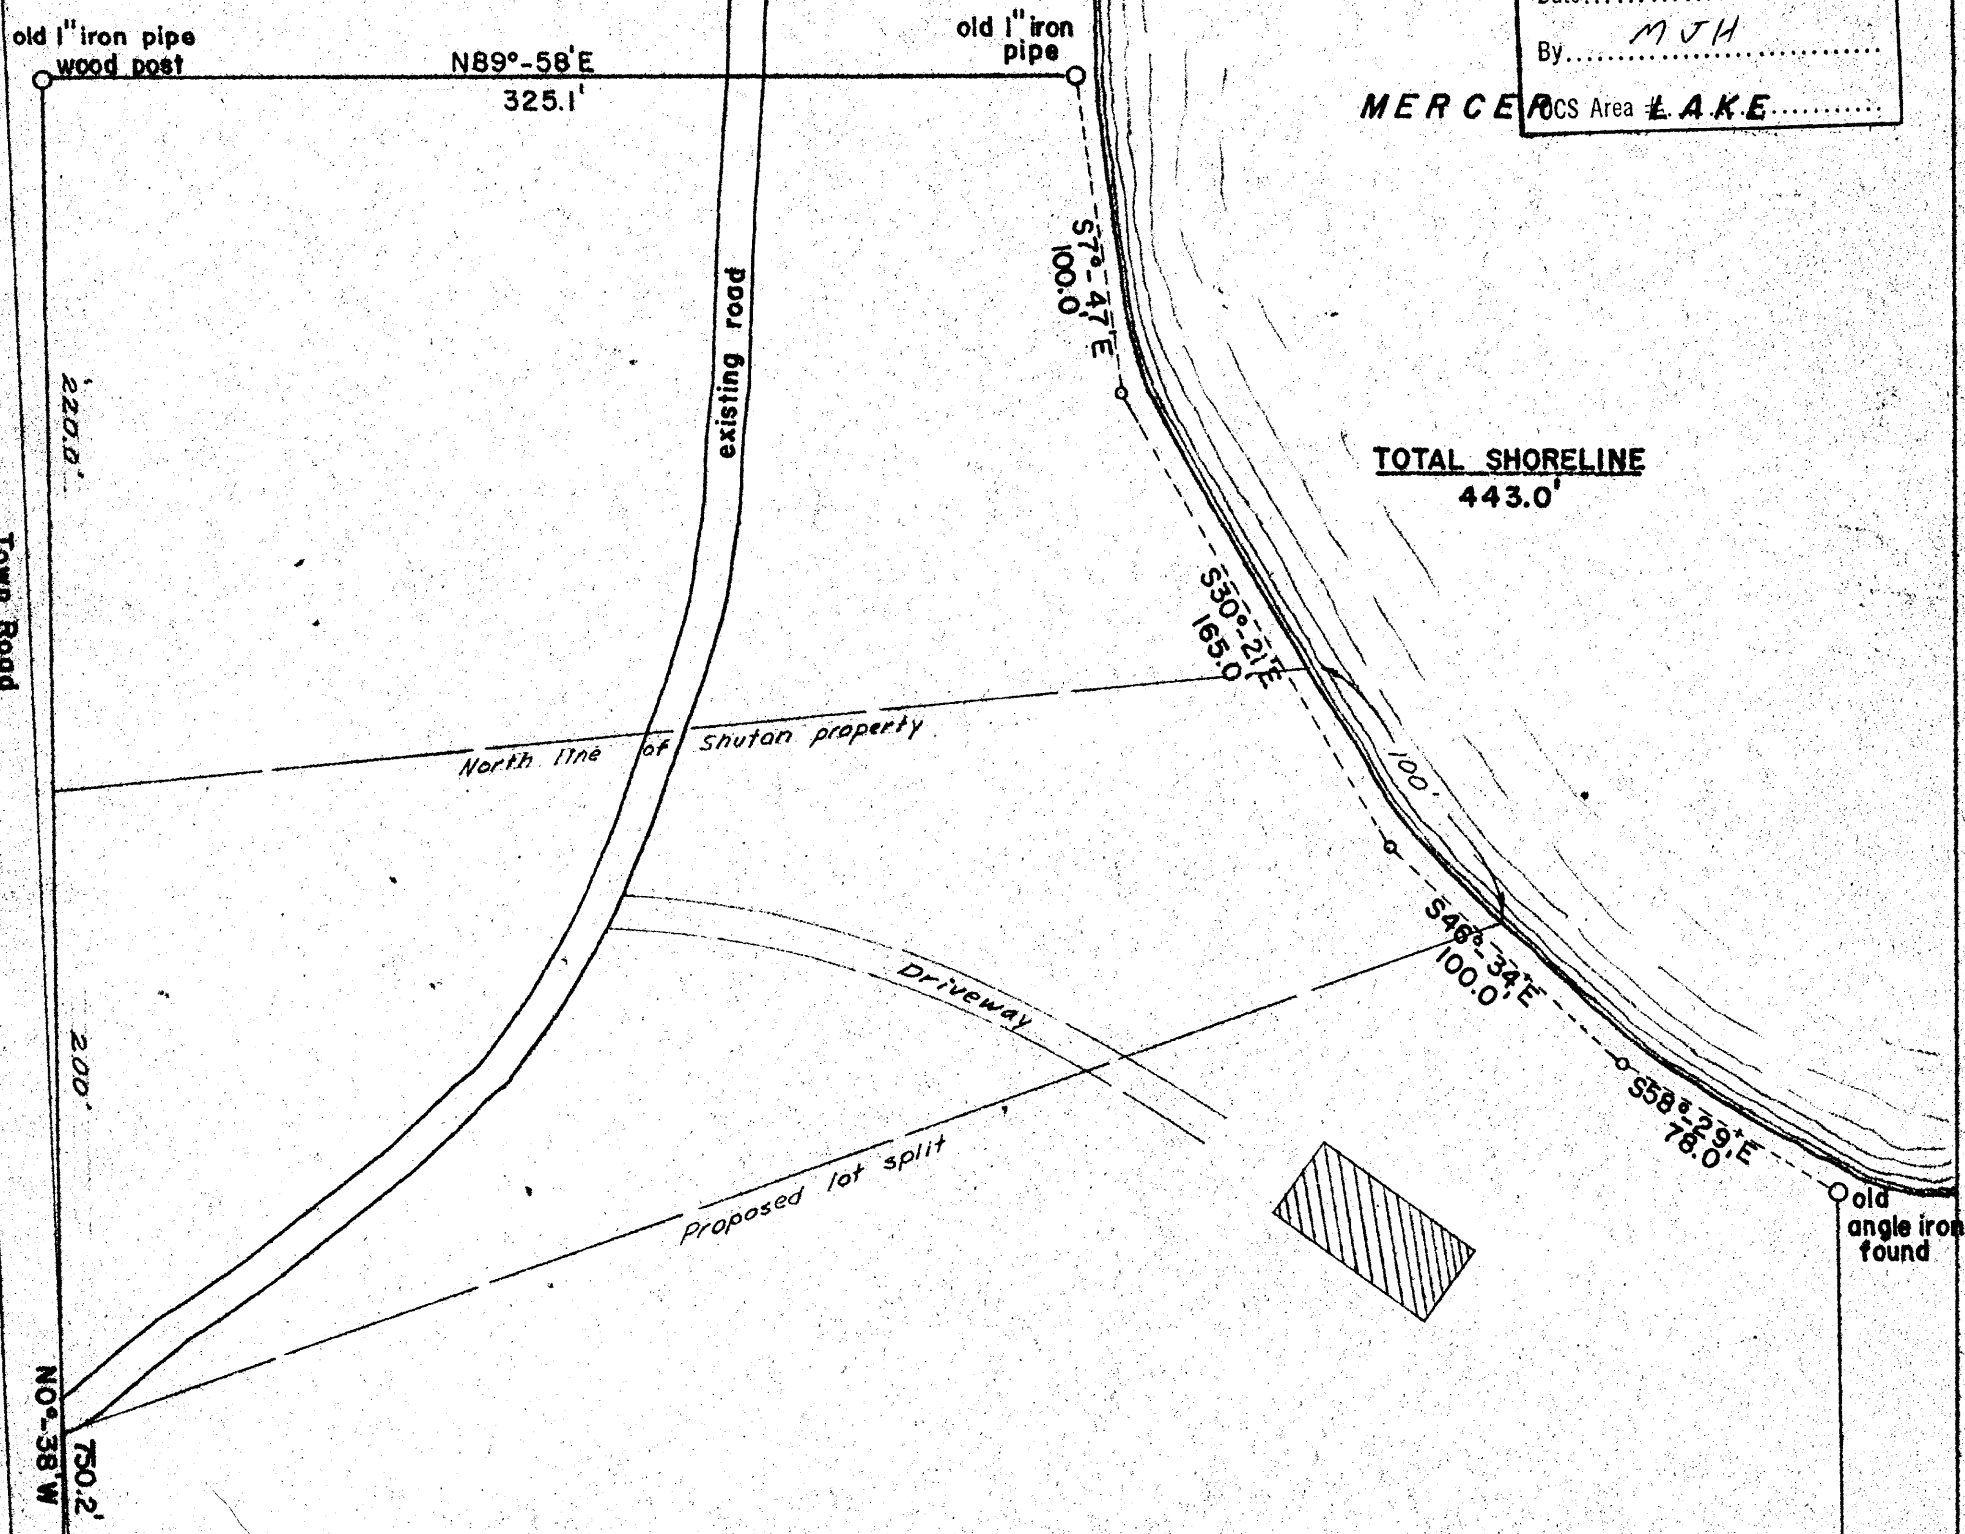 old 1" iron pipe
wood post
N89°-58'E
325.1'
old 1" iron
pipe
By
MJH
OCS Area #
MERCER LAKE
S7°-47'E
100.0'
existing road
220.0'
TOTAL SHORELINE
443.0'
Town Road
S30°-21'E
165.0'
North line of Shutan property
100'
S46°-34'E
100.0'
Driveway
200'
S58°-29'E
78.0'
Proposed lot split
old
angle iron
found
N0°-38'W
750.2'